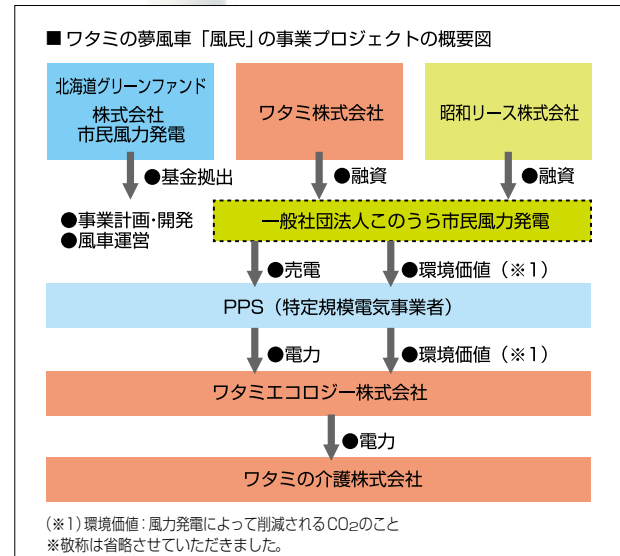 ■ワタミの夢風車「風民」の事業プロジェクトの概要図
北海道グリーンファンド
株式会社
市民風力発電
ワタミ株式会社
昭和リース株式会社
●基金拠出
●融資
●融資
●事業計画・開発
●風車運営
一般社団法人このうら市民風力発電
●売電
●環境価値（※1）
PPS（特定規模電気事業者）
●電力
●環境価値（※1）
ワタミエコロジー株式会社
●電力
ワタミの介護株式会社
（※1）環境価値：風力発電によって削減されるCO2のこと
※敬称は省略させていただきました。